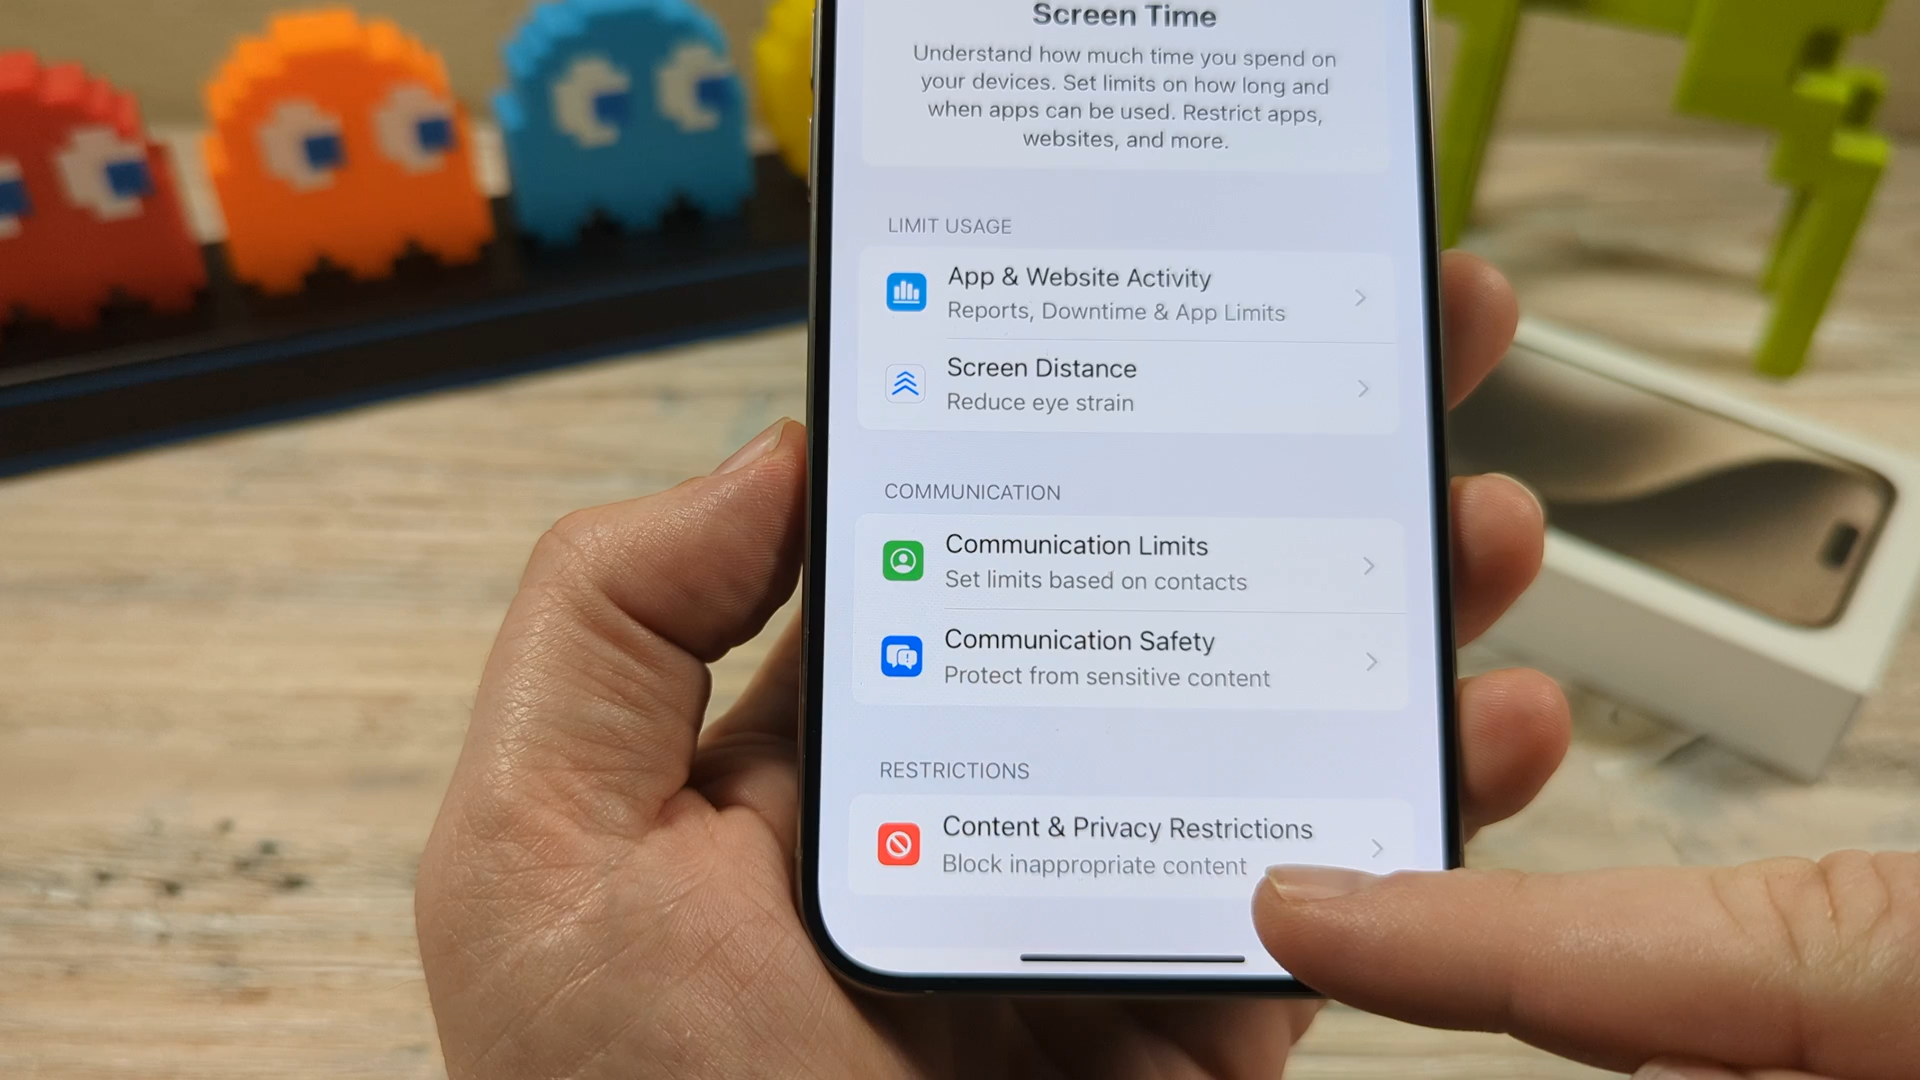 Screen Time
Understand how much time you spend on
your devices. Set limits on how long and
when apps can be used. Restrict apps,
websites, and more.
LIMIT USAGE
App & Website Activity
Reports, Downtime & App Limits
Screen Distance
Reduce eye strain
COMMUNICATION
Communication Limits
Set limits based on contacts
Communication Safety
Protect from sensitive content
RESTRICTIONS
Content & Privacy Restrictions
Block inappropriate content